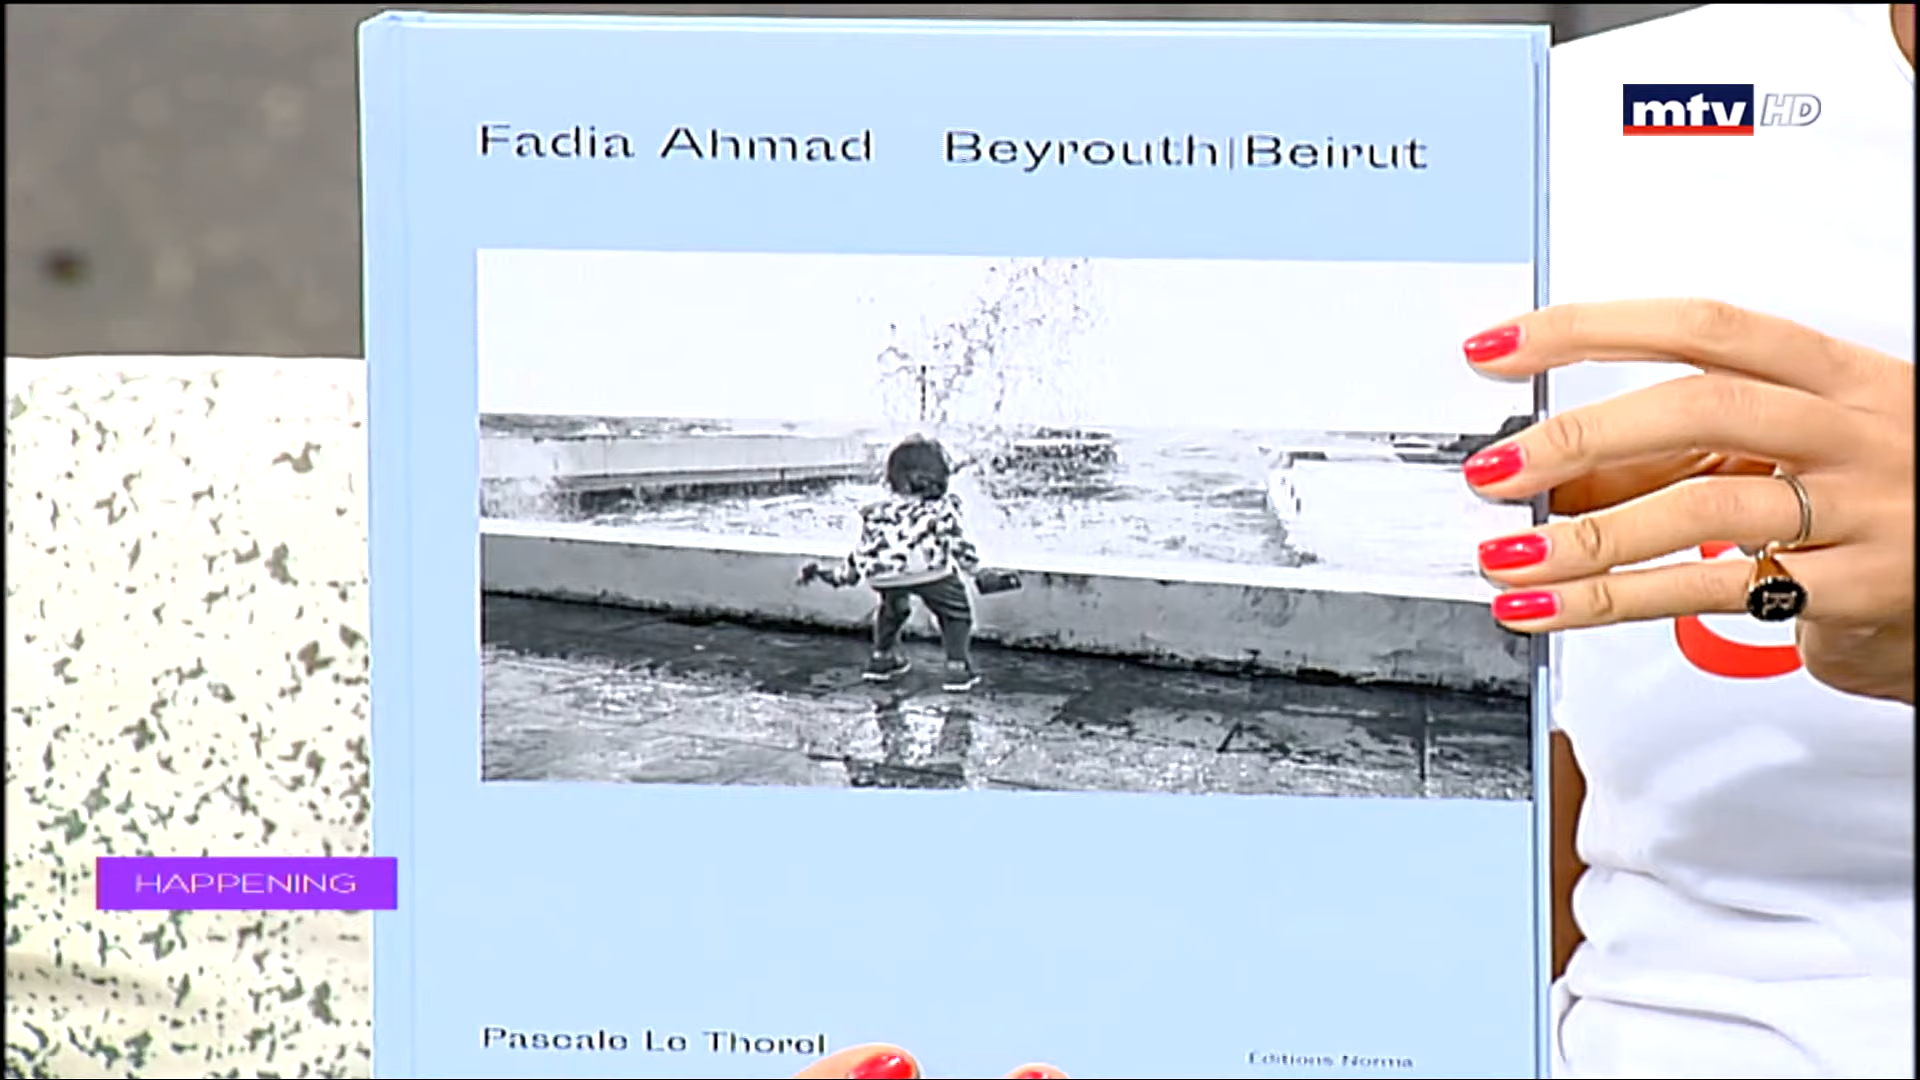 Fadia Ahmad Beyrouth|Beirut
mtv HD
HAPPENING
Pascale Le Thorel
Editions Norma